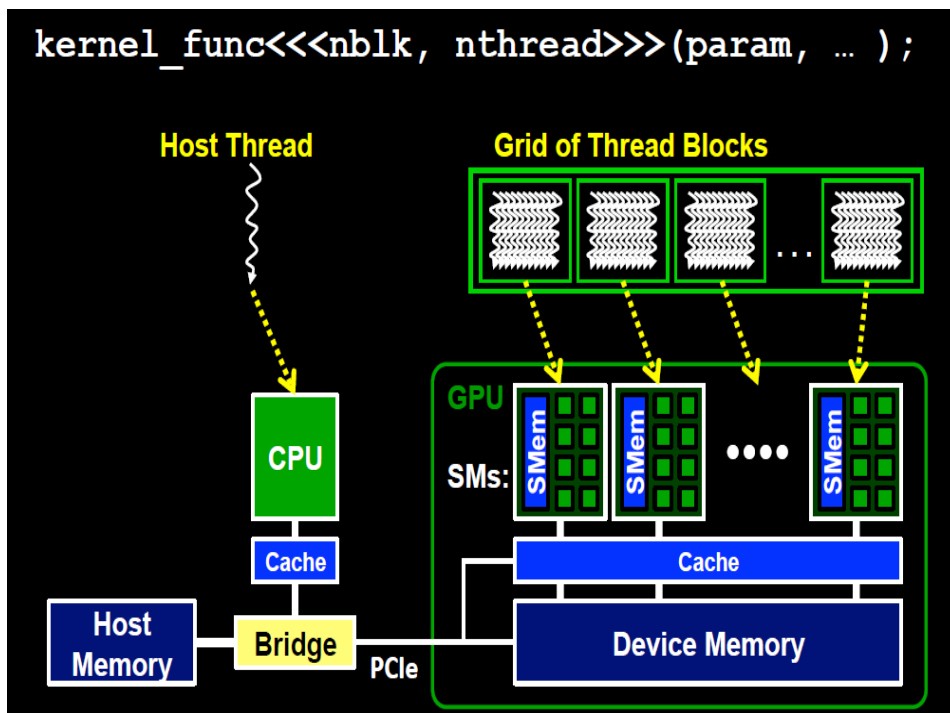 kernel_func<<<nblk, nthread>>>(param, … );
Host Thread
Grid of Thread Blocks
...
GPU
SMs:
SMem
SMem
SMem
CPU
Cache
Cache
Host
Memory
Bridge
PCIe
Device Memory